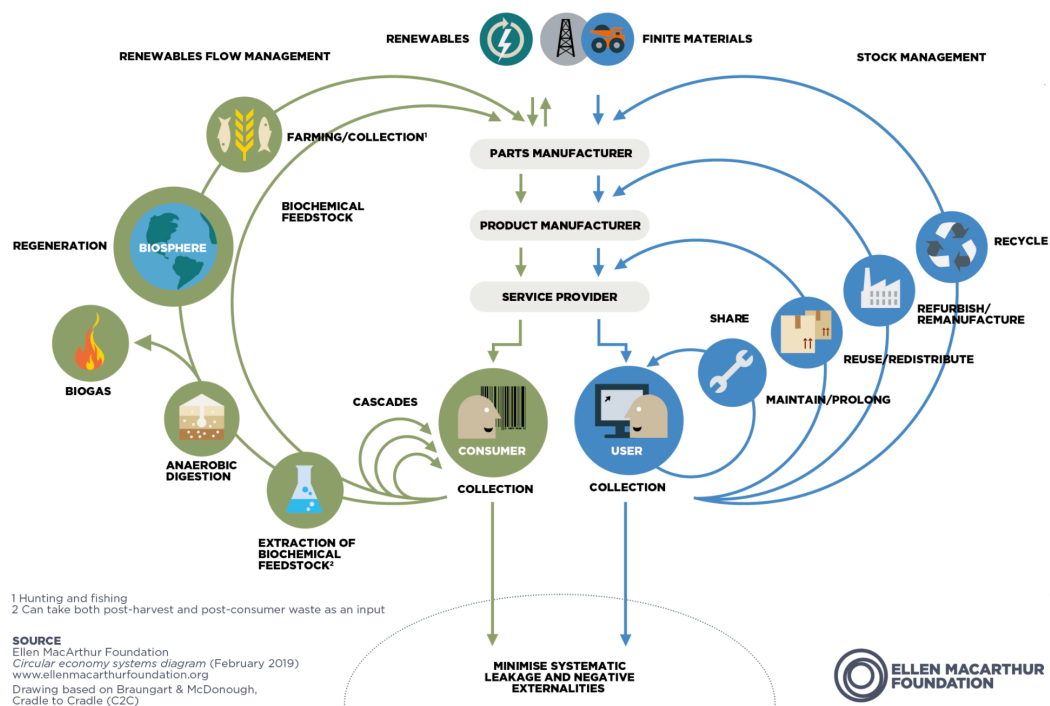 RENEWABLES
FINITE MATERIALS
RENEWABLES FLOW MANAGEMENT
STOCK MANAGEMENT
FARMING/COLLECTION¹
PARTS MANUFACTURER
BIOCHEMICAL
FEEDSTOCK
PRODUCT MANUFACTURER
REGENERATION
BIOSPHERE
RECYCLE
SERVICE PROVIDER
REFURBISH/
REMANUFACTURE
SHARE
REUSE/REDISTRIBUTE
BIOGAS
MAINTAIN/PROLONG
CASCADES
CONSUMER
USER
ANAEROBIC
DIGESTION
COLLECTION
COLLECTION
EXTRACTION OF
BIOCHEMICAL
FEEDSTOCK²
1 Hunting and fishing
2 Can take both post-harvest and post-consumer waste as an input
SOURCE
Ellen MacArthur Foundation
Circular economy systems diagram (February 2019)
www.ellenmacarthurfoundation.org
Drawing based on Braungart & McDonough,
Cradle to Cradle (C2C)
MINIMISE SYSTEMATIC
LEAKAGE AND NEGATIVE
EXTERNALITIES
ELLEN MACARTHUR
FOUNDATION